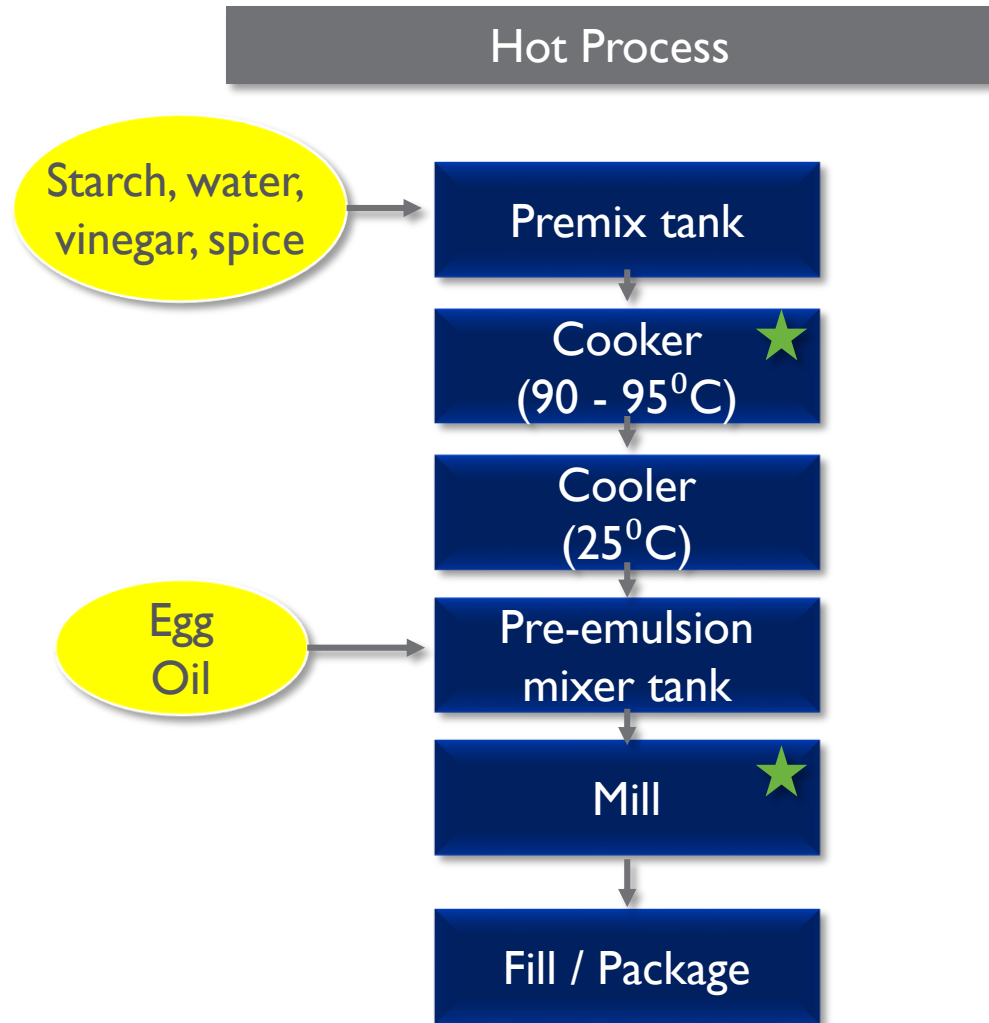 Hot Process
Starch, water,
vinegar, spice
Premix tank
Cooker
(90 - 95⁰C)
Cooler
(25⁰C)
Egg
Oil
Pre-emulsion
mixer tank
Mill
Fill / Package